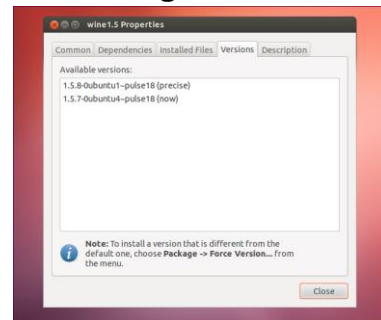 wine1.5 Properties
Common Dependencies Installed Files Versions Description
Available versions:
1.5.8-0ubuntu1~pulse18 (precise)
1.5.7-0ubuntu4~pulse18 (now)
Note: To install a version that is different from the
default one, choose Package -> Force Version... from
the menu.
Close